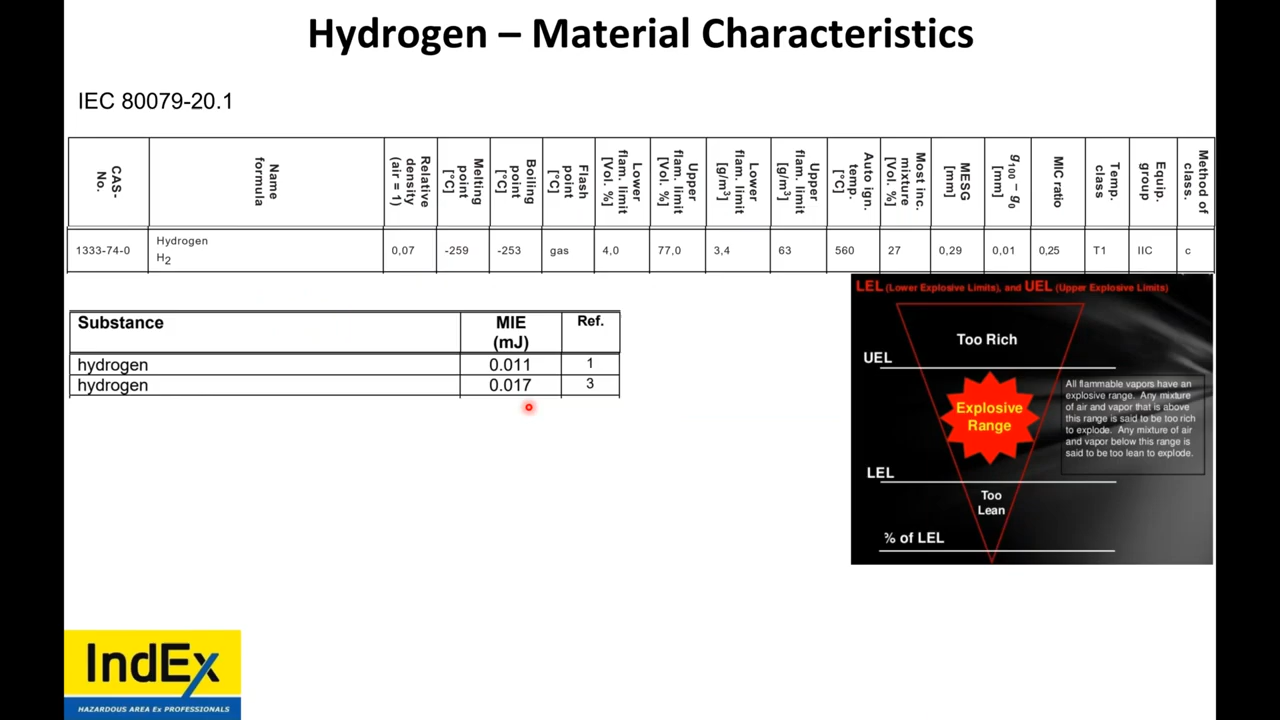 Hydrogen – Material Characteristics
IEC 80079-20.1
CAS-
No.
Name
formula
Relative
density
(air = 1)
Melting
point
[°C]
Boiling
point
[°C]
Flash
point
[°C]
Lower
flam. limit
[Vol. %]
Upper
flam. limit
[Vol. %]
Lower
flam. limit
[g/m³]
Upper
flam. limit
[g/m³]
Auto ign.
temp.
[°C]
Most inc.
mixture
[Vol. %]
MESG
[mm]
g100 – g0
[mm]
MIC ratio
Temp.
class
Equip.
group
Method of
class.
1333-74-0
Hydrogen
H2
0,07
-259
-253
gas
4,0
77,0
3,4
63
560
27
0,29
0,01
0,25
T1
IIC
c
Substance MIE Ref.
(mJ)
hydrogen 0.011 1
hydrogen 0.017 3
LEL (Lower Explosive Limits), and UEL (Upper Explosive Limits)
Too Rich
UEL
Explosive
Range
All flammable vapors have an
explosive range. Any mixture
of air and vapor that is above
this range is said to be too rich
to explode. Any mixture of air
and vapor below this range is
said to be too lean to explode.
LEL
Too
Lean
% of LEL
IndEx
HAZARDOUS AREA Ex PROFESSIONALS